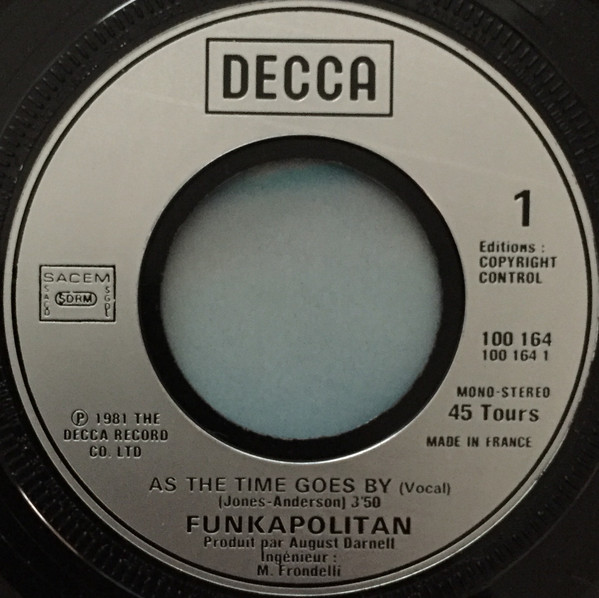 DECCA
1
Editions :
COPYRIGHT
CONTROL
SACEM
SACD
SDRM
SGDL
100 164
100 164 1
MONO-STEREO
45 Tours
MADE IN FRANCE
℗ 1981 THE
DECCA RECORD
CO. LTD
AS THE TIME GOES BY (Vocal)
(Jones-Anderson) 3'50
FUNKAPOLITAN
Produit par August Darnell
Ingénieur :
M. Frondelli